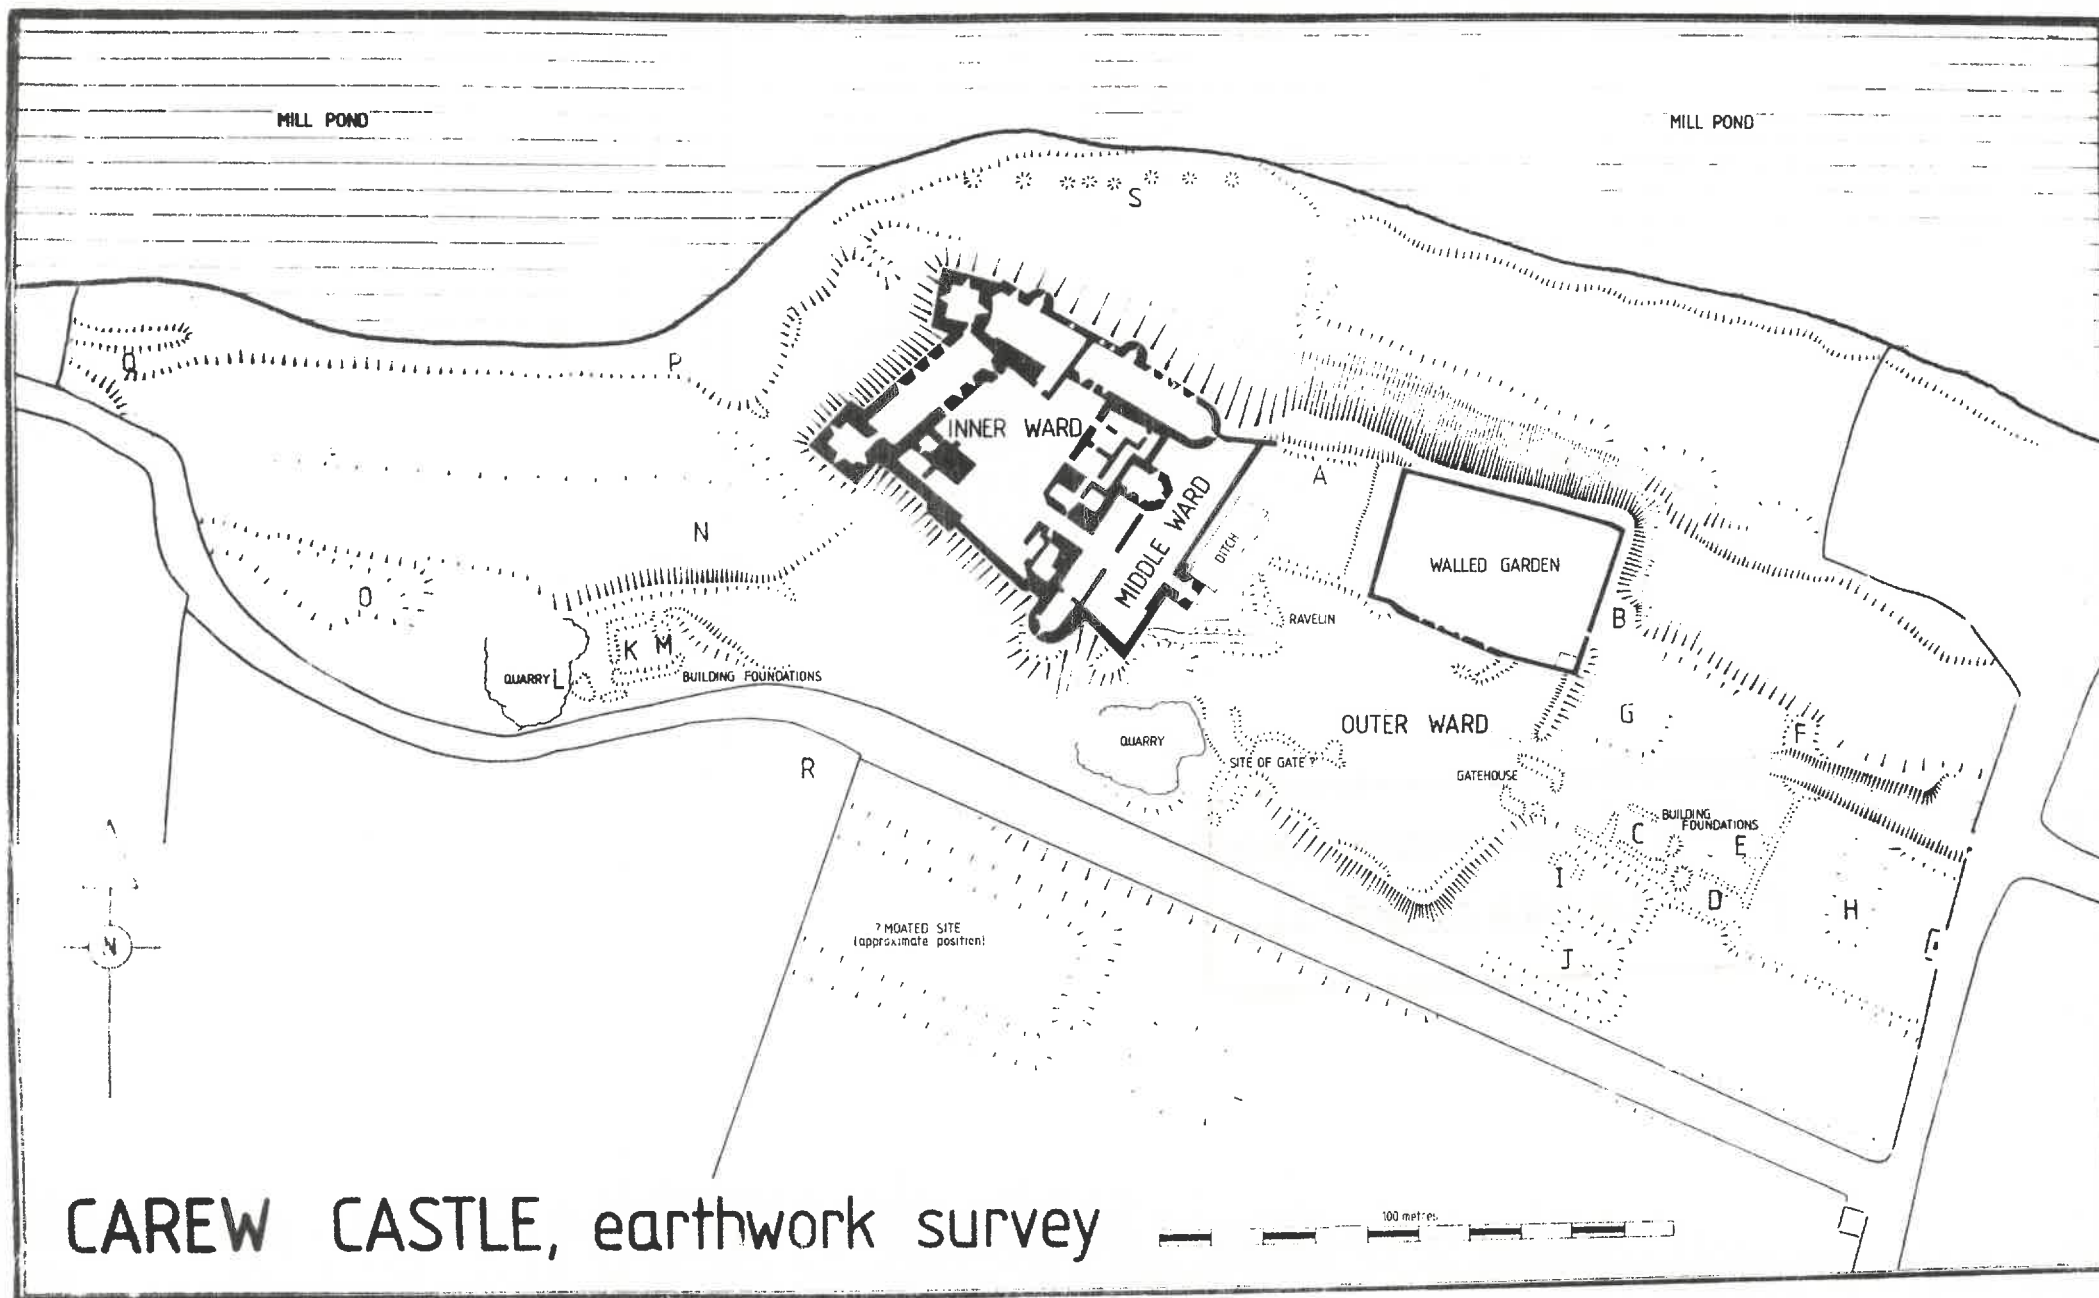 MILL POND
MILL POND
S
Q
P
INNER WARD
A
MIDDLE WARD
DITCH
N
WALLED GARDEN
O
B
RAVELIN
K M
QUARRY L
BUILDING FOUNDATIONS
G
OUTER WARD
F
QUARRY
SITE OF GATE ?
R
GATEHOUSE
BUILDING
FOUNDATIONS
C
E
I
D
H
? MOATED SITE
(approximate position)
J
N
CAREW CASTLE, earthwork survey
100 metres